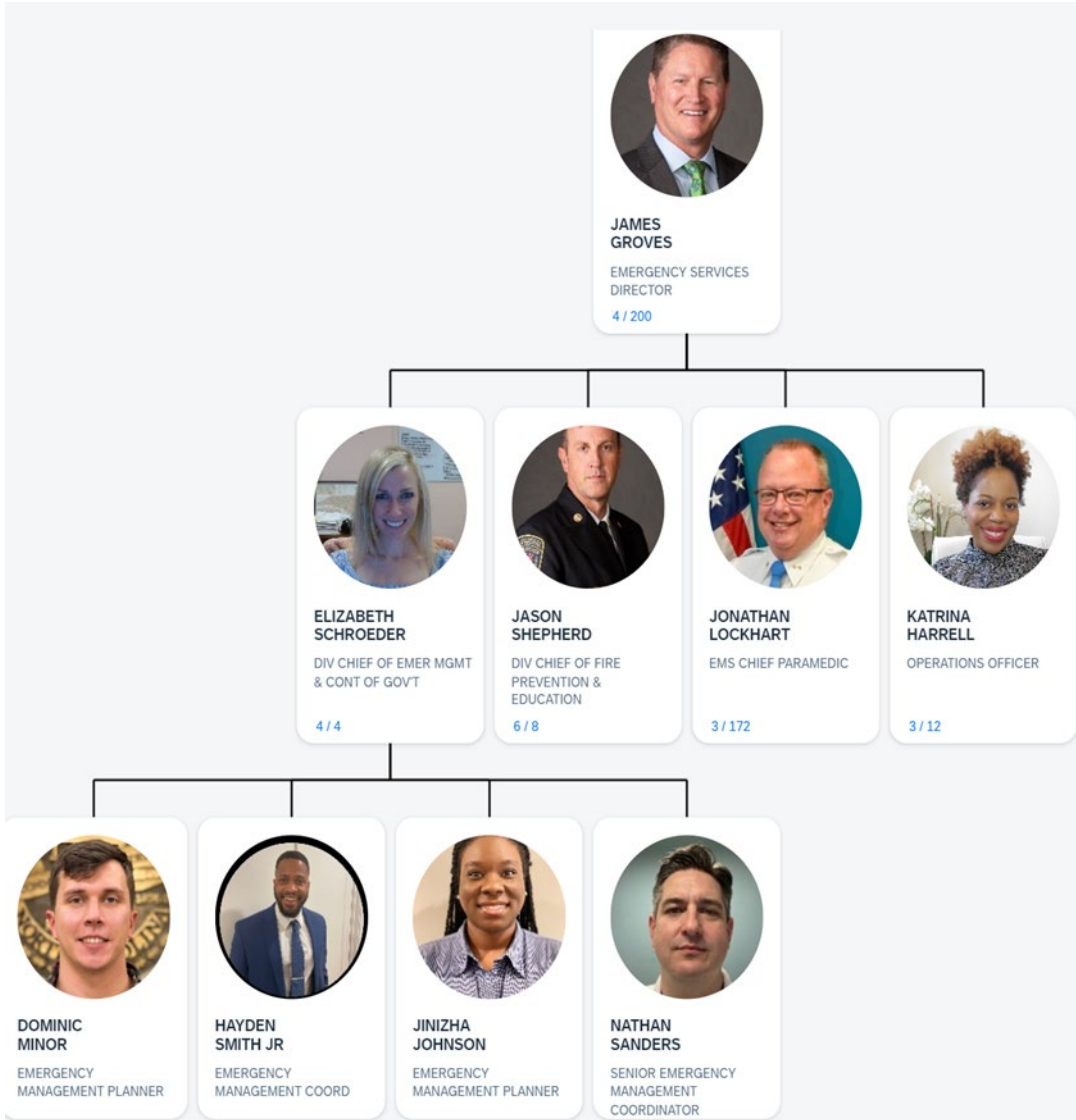 JAMES
GROVES
EMERGENCY SERVICES
DIRECTOR
4 / 200
ELIZABETH
SCHROEDER
DIV CHIEF OF EMER MGMT
& CONT OF GOV'T
4 / 4
JASON
SHEPHERD
DIV CHIEF OF FIRE
PREVENTION &
EDUCATION
6 / 8
JONATHAN
LOCKHART
EMS CHIEF PARAMEDIC
3 / 172
KATRINA
HARRELL
OPERATIONS OFFICER
3 / 12
DOMINIC
MINOR
EMERGENCY
MANAGEMENT PLANNER
HAYDEN
SMITH JR
EMERGENCY
MANAGEMENT COORD
JINIZHA
JOHNSON
EMERGENCY
MANAGEMENT PLANNER
NATHAN
SANDERS
SENIOR EMERGENCY
MANAGEMENT
COORDINATOR